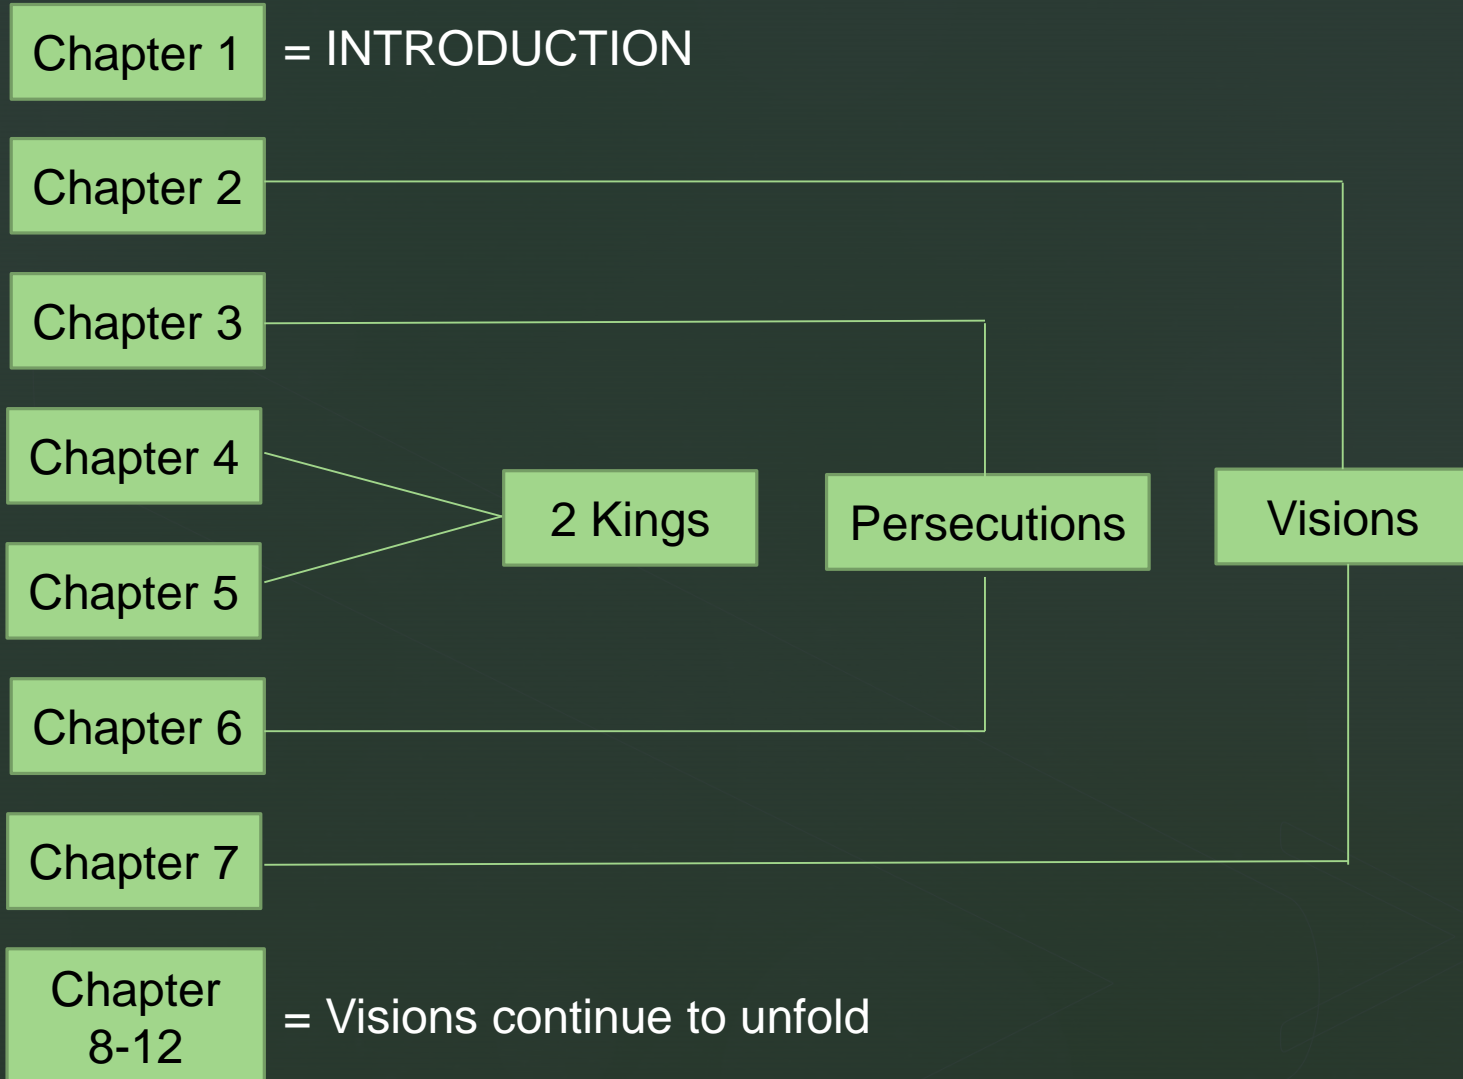 Chapter 1
= INTRODUCTION
Chapter 2
Chapter 3
Chapter 4
2 Kings
Persecutions
Visions
Chapter 5
Chapter 6
Chapter 7
Chapter
8-12
= Visions continue to unfold